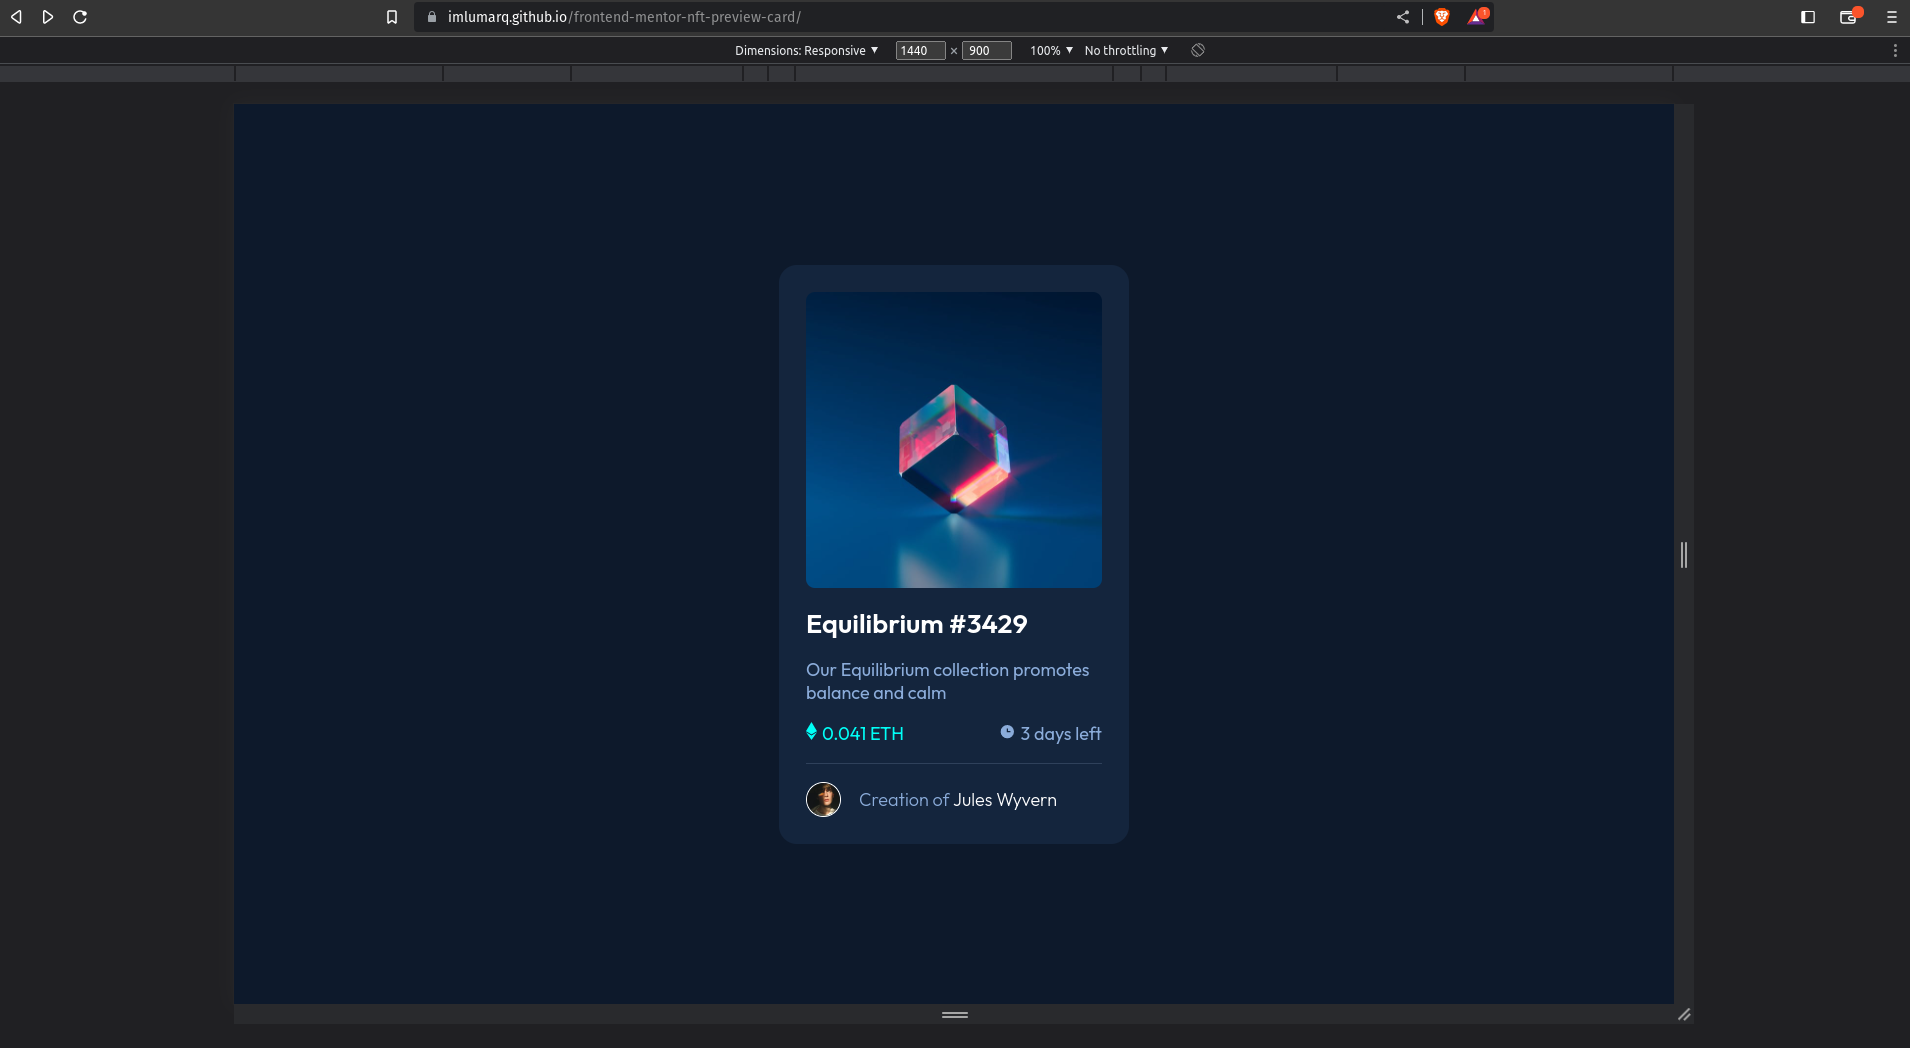 imlumarq.github.io/frontend-mentor-nft-preview-card/
1
Dimensions: Responsive ▼ 1440 × 900 100% ▼ No throttling ▼
Equilibrium #3429
Our Equilibrium collection promotes
balance and calm
0.041 ETH 3 days left
Creation of Jules Wyvern